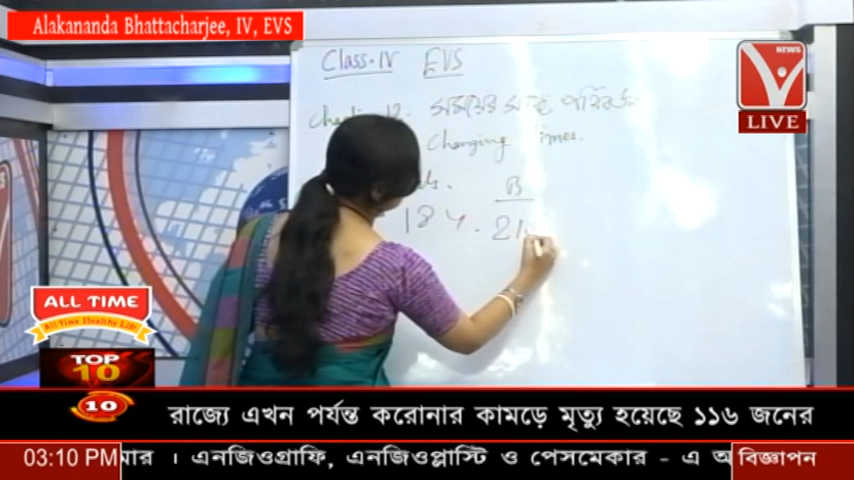 Alakananda Bhattacharjee, IV, EVS
NEWS
LIVE
Class-IV EVS
12. সময়ের
Changing Times.
B
184. 21
ALL TIME
All Time Healthy Life
TOP
10
10
রাজ্যে এখন পর্যন্ত করোনার কামড়ে মৃত্যু হয়েছে ১১৬ জনের
03:10 PM মার । এনজিওগ্রাফি, এনজিওপ্লাস্টি ও পেসমেকার - এ অ বিজ্ঞাপন